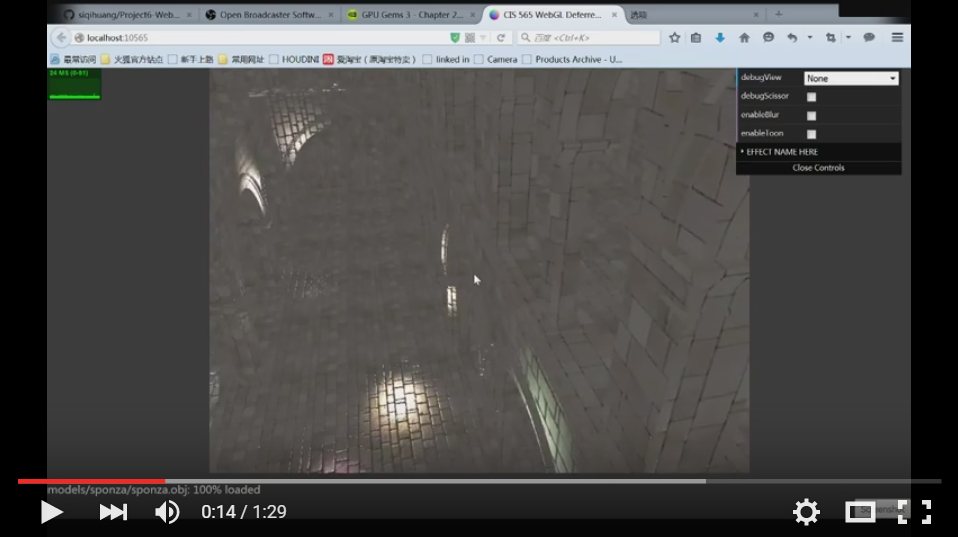 siqihuang/Project6-Web...
Open Broadcaster Softw...
GPU Gems 3 - Chapter 2...
CIS 565 WebGL Deferre...
localhost:10565
百度 <Ctrl+K>
最常访问 火狐官方站点 新手上路 常用网址 HOUDINI 爱淘宝（原淘宝特卖） linked in Camera Products Archive - U...
24 MS (0-81)
debugView None
debugScissor
enableBlur
enableToon
EFFECT NAME HERE
Close Controls
models/sponza/sponza.obj: 100% loaded
0:14 / 1:29